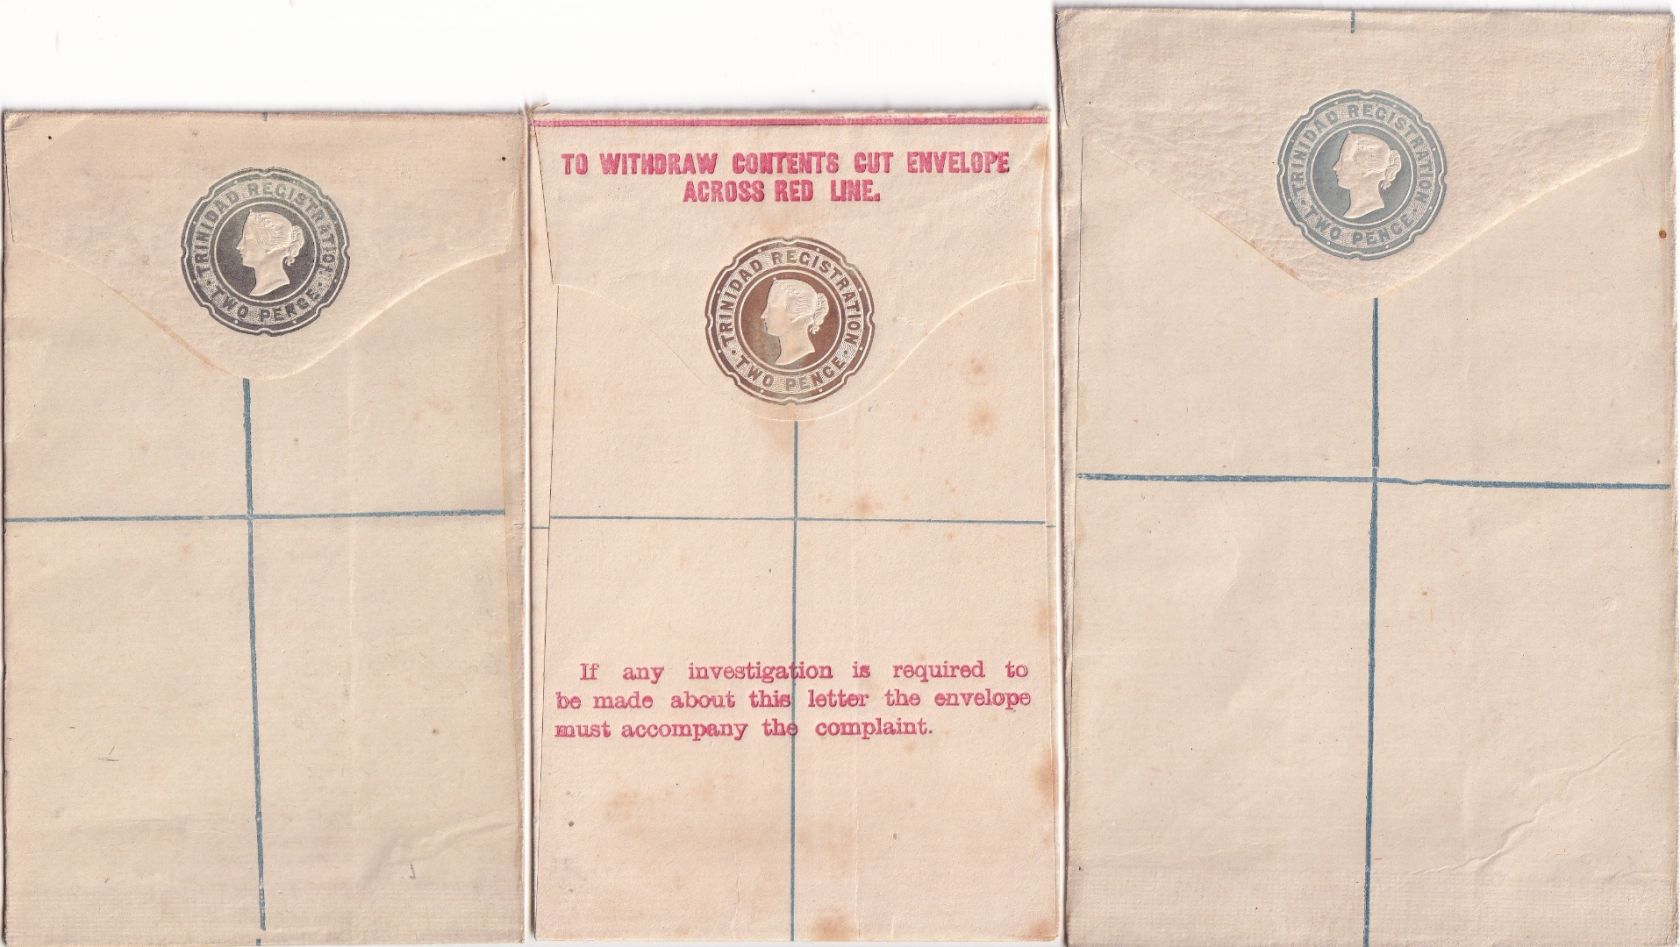 TRINIDAD REGISTRATION
· TWO PENCE ·
TO WITHDRAW CONTENTS CUT ENVELOPE
ACROSS RED LINE.
TRINIDAD REGISTRATION
· TWO PENCE ·
If any investigation is required to
be made about this letter the envelope
must accompany the complaint.
TRINIDAD REGISTRATION
· TWO PENCE ·